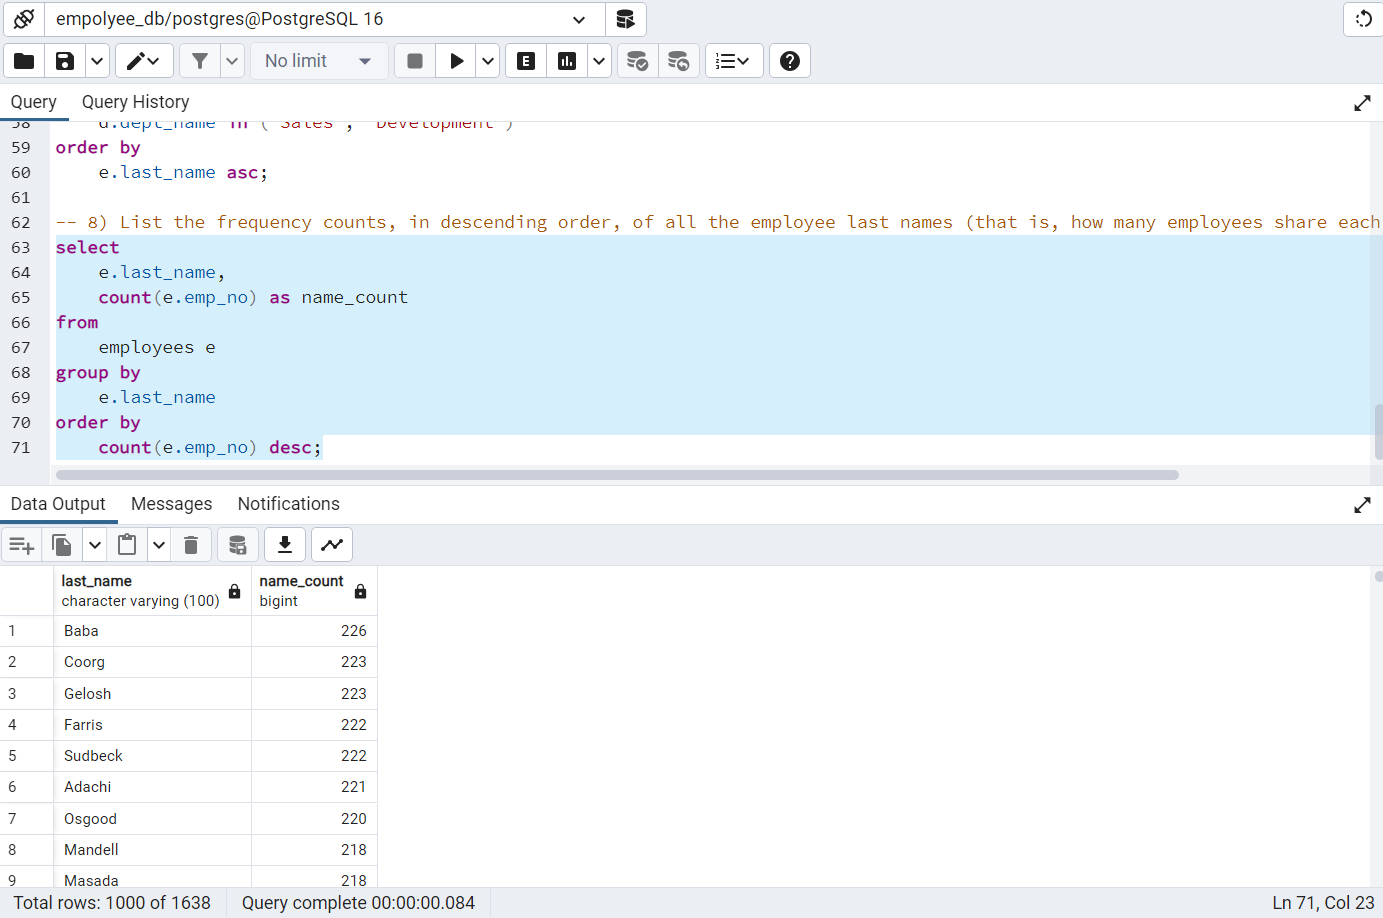 empolyee_db/postgres@PostgreSQL 16
No limit
E
Query Query History
58 d.dept_name in ('Sales', 'Development')
59 order by
60 e.last_name asc;
61
62 -- 8) List the frequency counts, in descending order, of all the employee last names (that is, how many employees share each
63 select
64 e.last_name,
65 count(e.emp_no) as name_count
66 from
67 employees e
68 group by
69 e.last_name
70 order by
71 count(e.emp_no) desc;
Data Output Messages Notifications
last_name name_count
character varying (100) bigint
1 Baba 226
2 Coorg 223
3 Gelosh 223
4 Farris 222
5 Sudbeck 222
6 Adachi 221
7 Osgood 220
8 Mandell 218
9 Masada 218
Total rows: 1000 of 1638 Query complete 00:00:00.084 Ln 71, Col 23